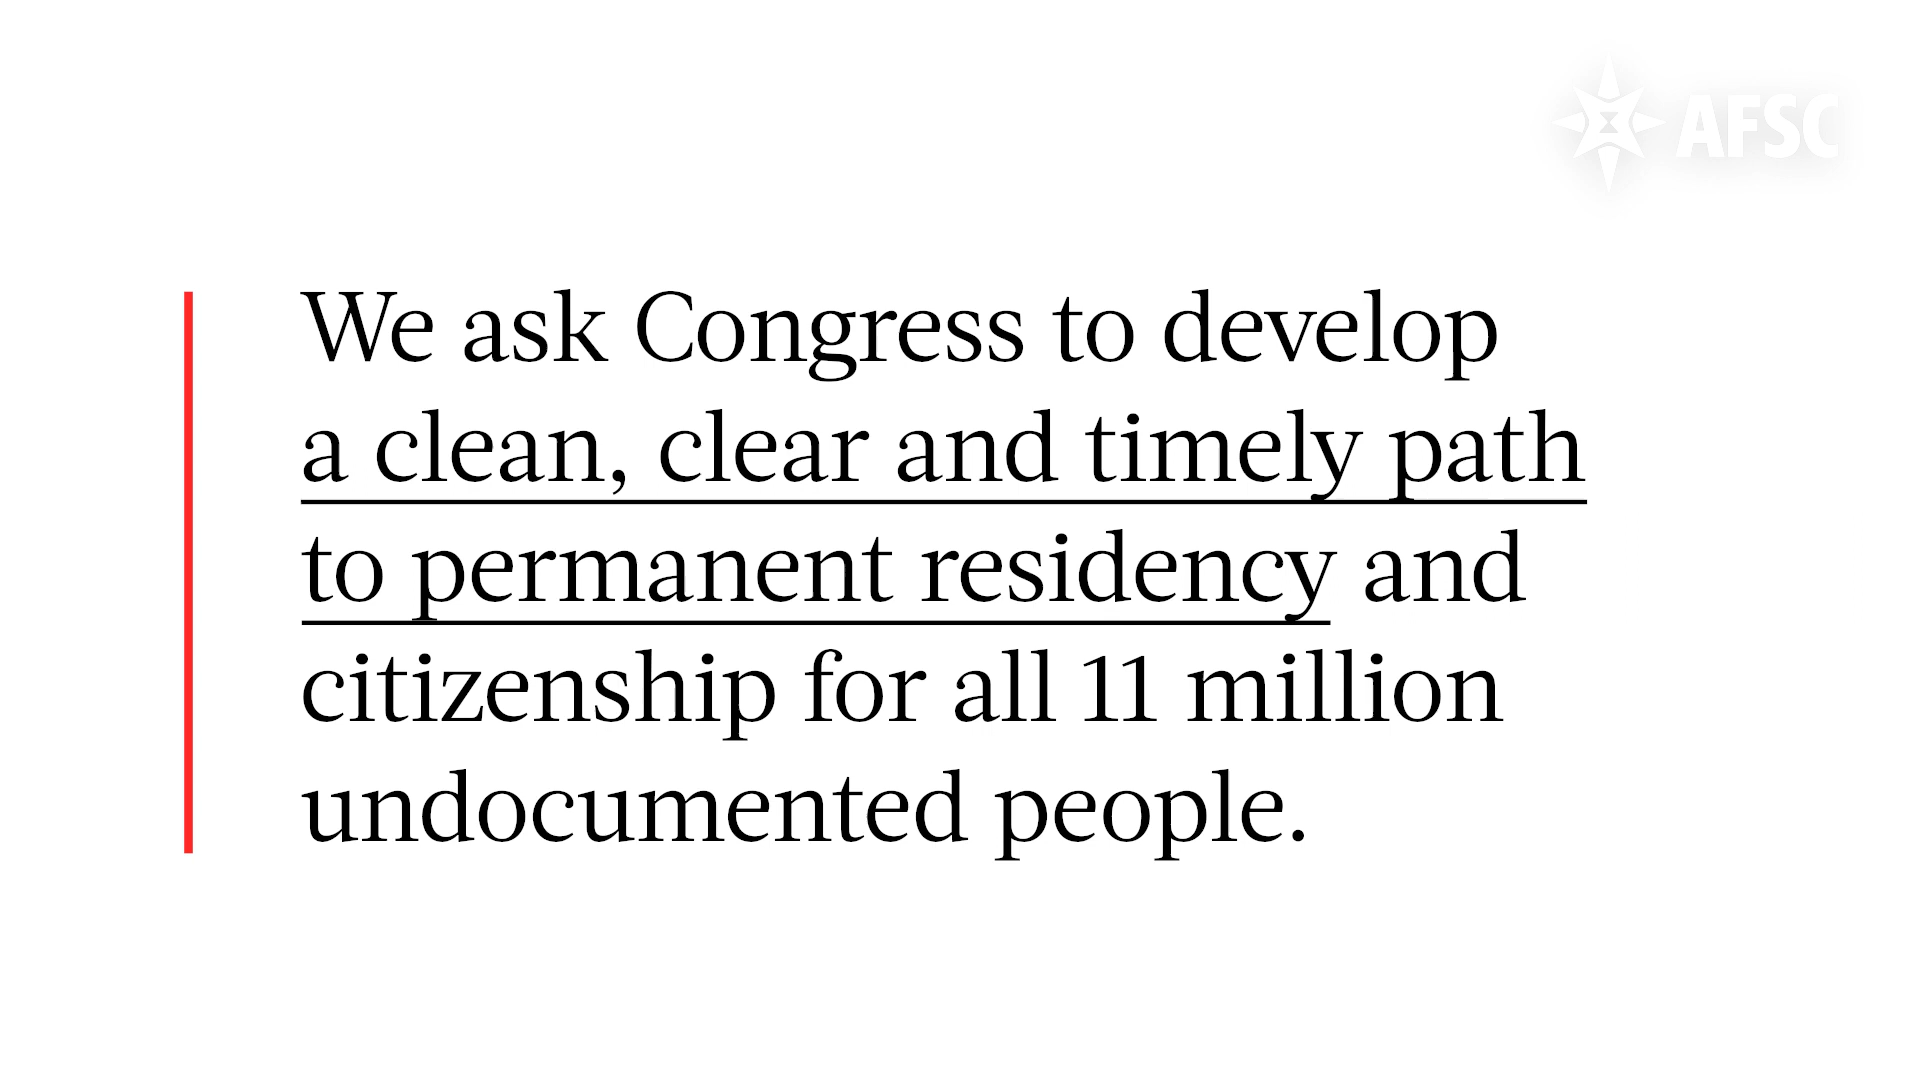 AFSC
We ask Congress to develop
a clean, clear and timely path
to permanent residency and
citizenship for all 11 million
undocumented people.